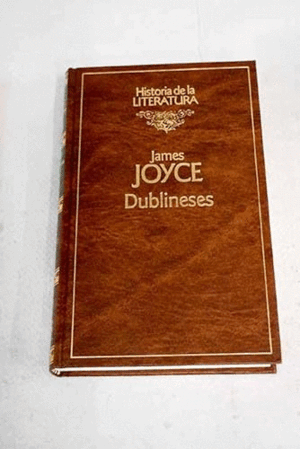 Historia de la
LITERATURA
James
JOYCE
Dublineses